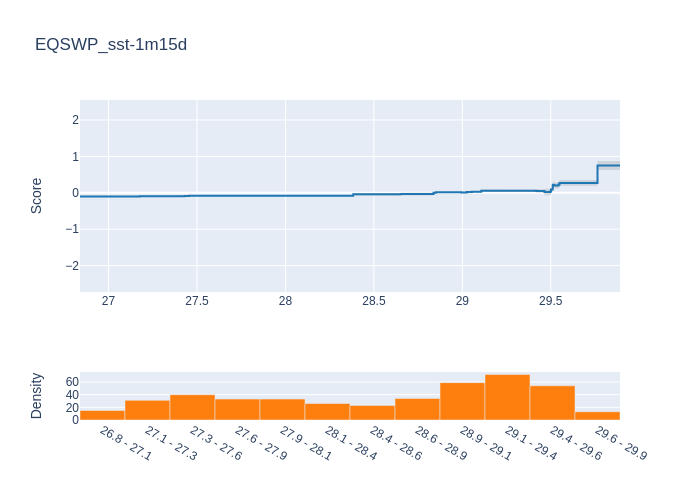 EQSWP_sst-1m15d
Score
2
1
0
−1
−2
27
27.5
28
28.5
29
29.5
Density
60
40
20
0
26.8 - 27.1
27.1 - 27.3
27.3 - 27.6
27.6 - 27.9
27.9 - 28.1
28.1 - 28.4
28.4 - 28.6
28.6 - 28.9
28.9 - 29.1
29.1 - 29.4
29.4 - 29.6
29.6 - 29.9